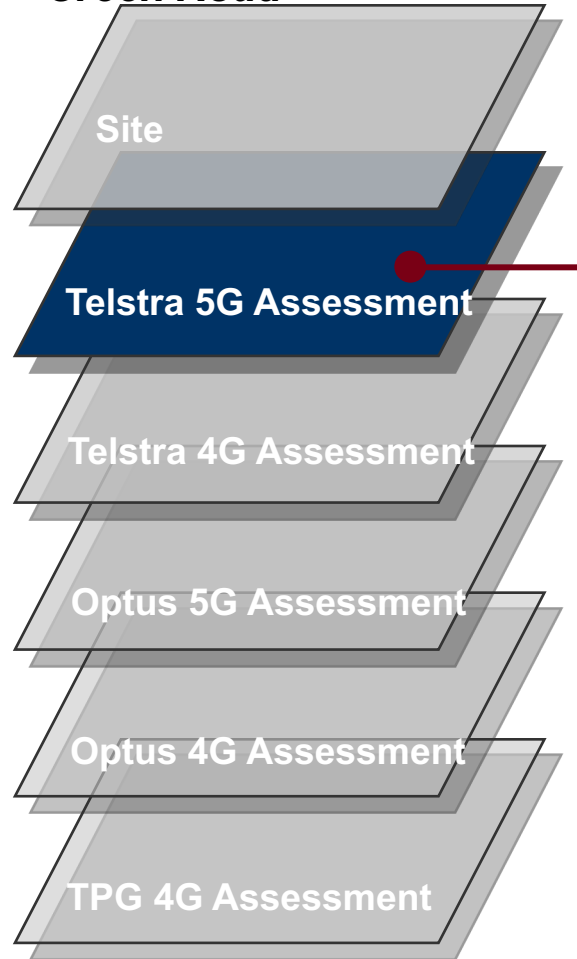 Site
Telstra 5G Assessment
Telstra 4G Assessment
Optus 5G Assessment
Optus 4G Assessment
TPG 4G Assessment